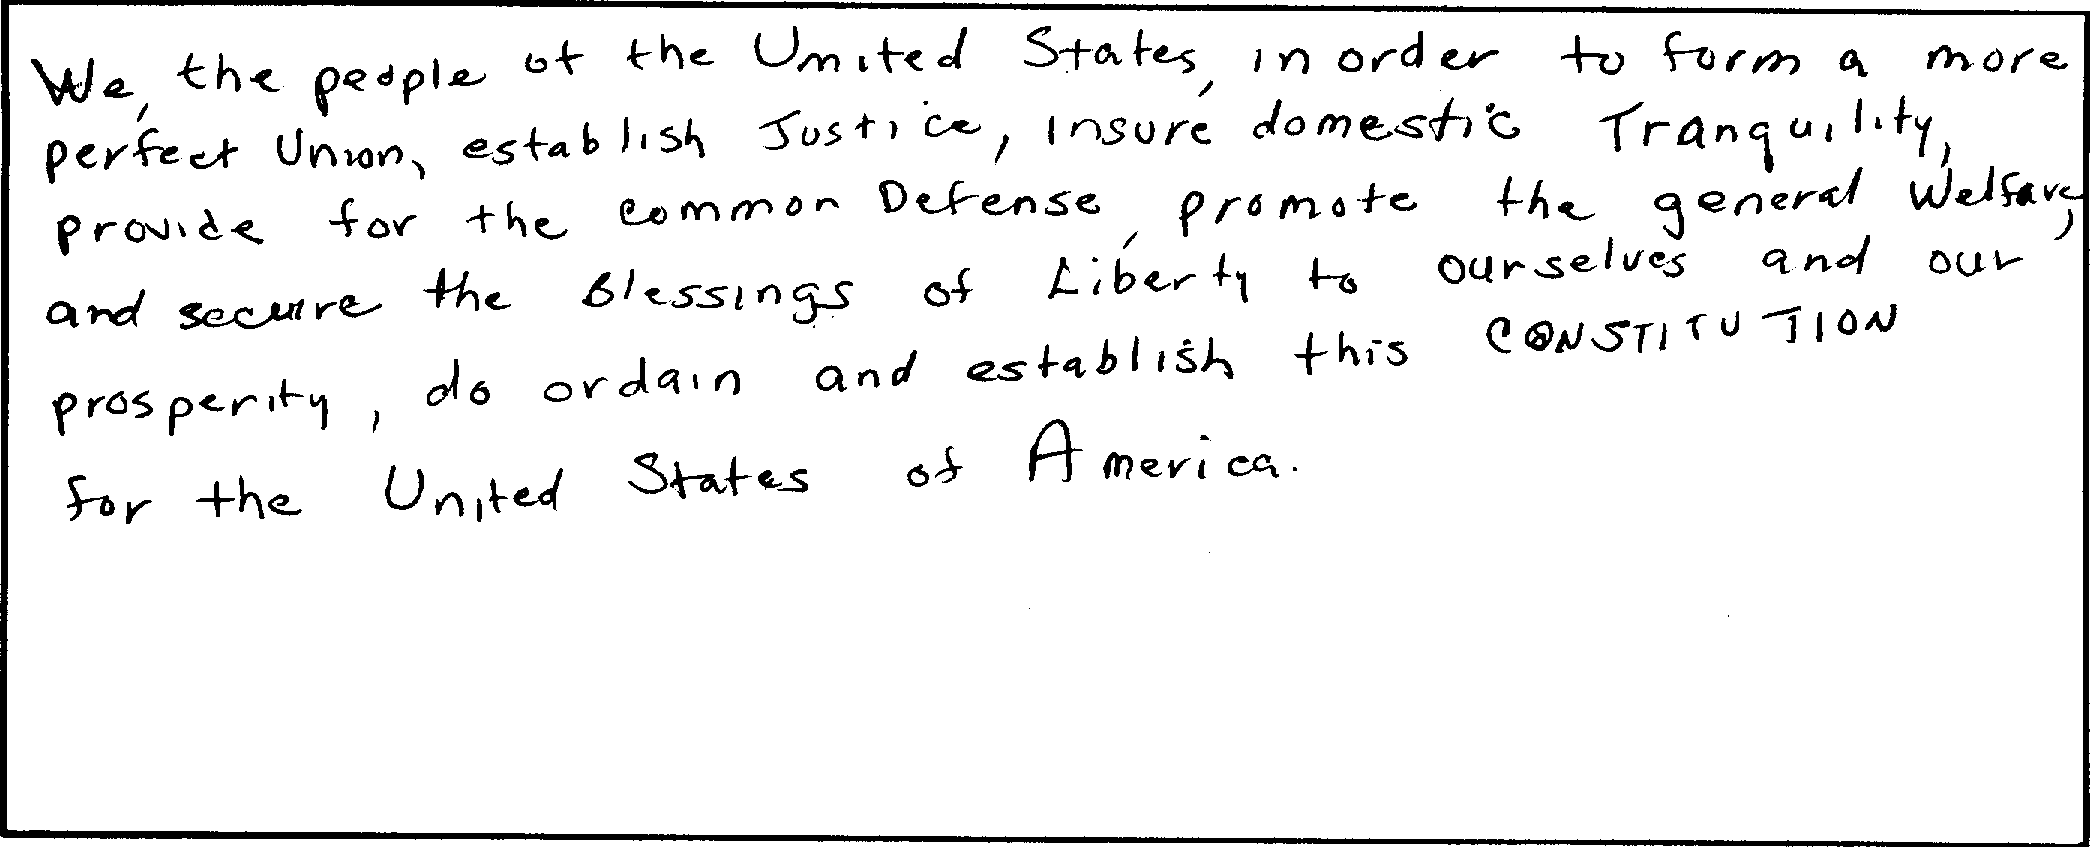 We, the people of the United States, in order to form a more
perfect Union, establish Justice, insure domestic Tranquility,
provide for the common Defense, promote the general Welfare,
and secure the Blessings of Liberty to ourselves and our
prosperity, do ordain and establish this CONSTITUTION
for the United States of America.